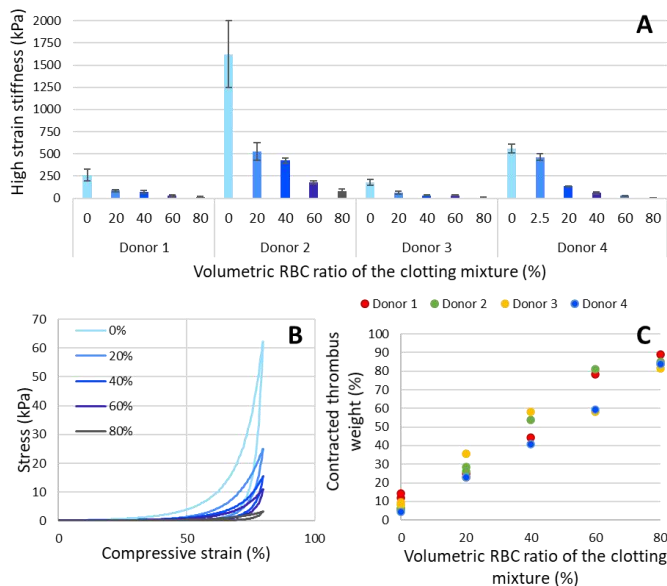 A
High strain stiffness (kPa)
2000
1750
1500
1250
1000
750
500
250
0
0 20 40 60 80 0 20 40 60 80 0 20 40 60 80 0 2.5 20 40 60 80
Donor 1 Donor 2 Donor 3 Donor 4
Volumetric RBC ratio of the clotting mixture (%)
B
Stress (kPa)
70
60
50
40
30
20
10
0
0%
20%
40%
60%
80%
0 50 100
Compressive strain (%)
Donor 1 Donor 2 Donor 3 Donor 4
C
Contracted thrombus
weight (%)
100
90
80
70
60
50
40
30
20
10
0
0 20 40 60 80
Volumetric RBC ratio of the clotting
mixture (%)